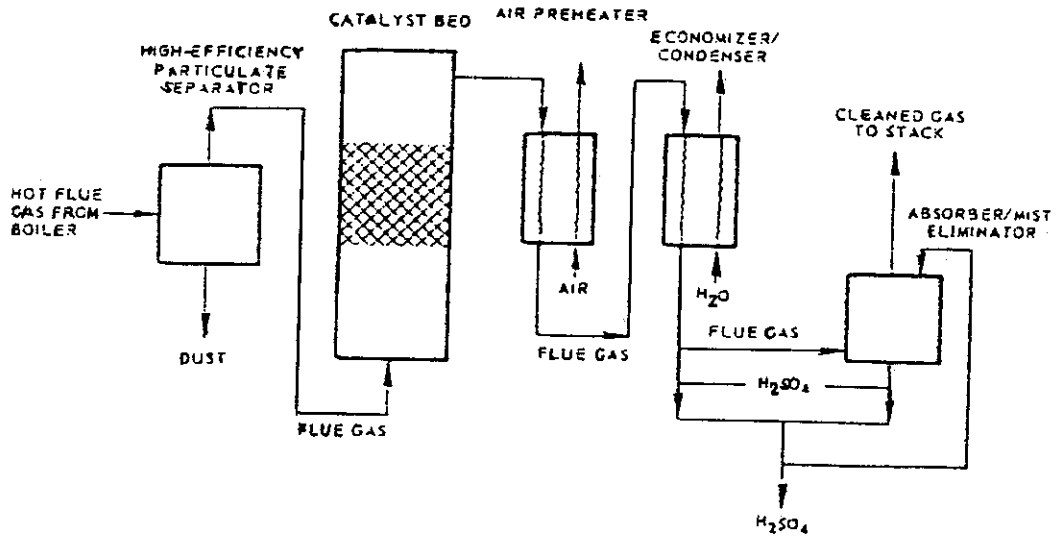 CATALYST BED
AIR PREHEATER
ECONOMIZER/
CONDENSER
HIGH-EFFICIENCY
PARTICULATE
SEPARATOR
CLEANED GAS
TO STACK
HOT FLUE
GAS FROM
BOILER
ABSORBER/MIST
ELIMINATOR
AIR
H2O
DUST
FLUE GAS
FLUE GAS
H2SO4
FLUE GAS
H2SO4